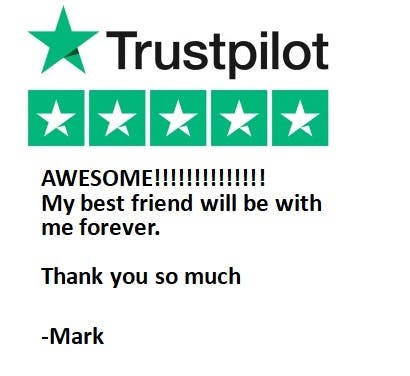 Trustpilot
AWESOME!!!!!!!!!!!!!!
My best friend will be with
me forever.
Thank you so much
-Mark